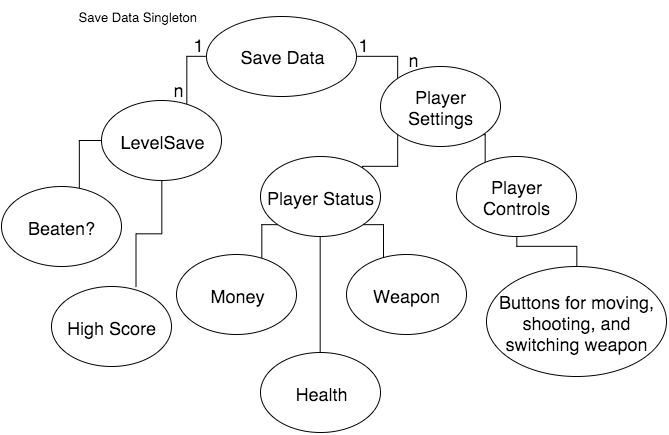 Save Data Singleton
Save Data
1
1
n
n
Player
Settings
LevelSave
Player Status
Player
Controls
Beaten?
Money
Weapon
Buttons for moving,
shooting, and
switching weapon
High Score
Health